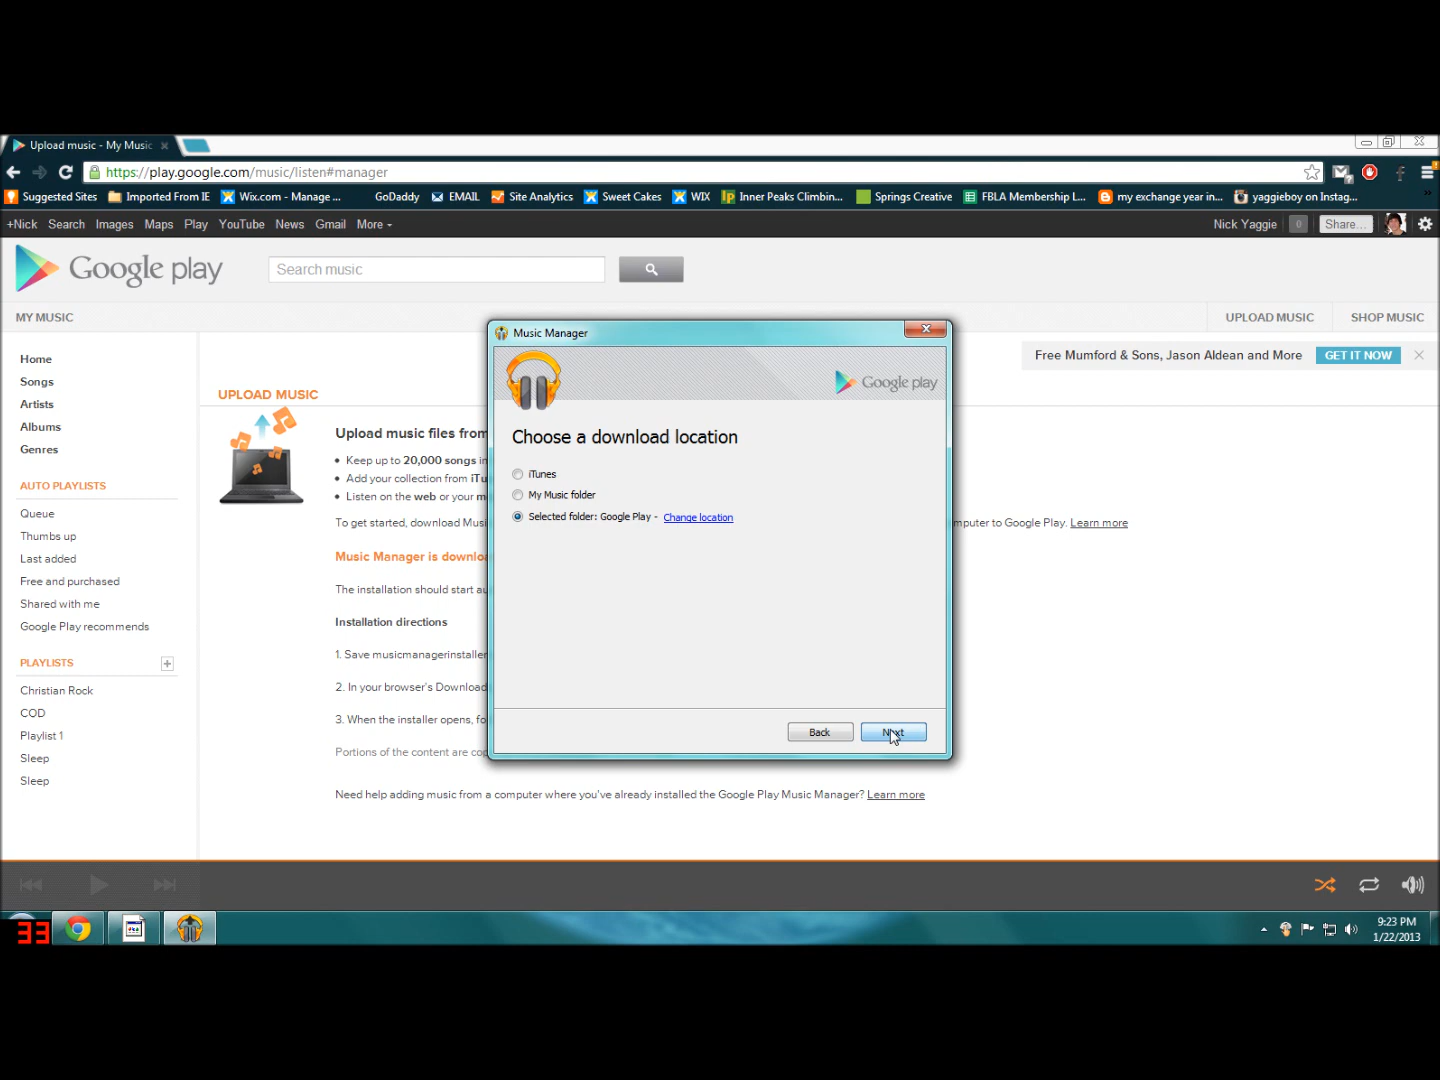 Upload music - My Music
https://play.google.com/music/listen#manager
Suggested Sites Imported From IE Wix.com - Manage ... GoDaddy EMAIL Site Analytics Sweet Cakes WIX Inner Peaks Climbin... Springs Creative FBLA Membership L... my exchange year in... yaggieboy on Instag...
+Nick Search Images Maps Play YouTube News Gmail More
Nick Yaggie 0 Share...
Google play
Search music
MY MUSIC
UPLOAD MUSIC SHOP MUSIC
Free Mumford & Sons, Jason Aldean and More GET IT NOW
Home
Songs
Artists
Albums
Genres
AUTO PLAYLISTS
Queue
Thumbs up
Last added
Free and purchased
Shared with me
Google Play recommends
PLAYLISTS
Christian Rock
COD
Playlist 1
Sleep
Sleep
UPLOAD MUSIC
Upload music files from
Keep up to 20,000 songs in
Add your collection from iTu
Listen on the web or your m
To get started, download Musi
mputer to Google Play. Learn more
Music Manager is downlo
The installation should start au
Installation directions
1. Save musicmanagerinstaller
2. In your browser's Download
3. When the installer opens, fo
Portions of the content are cop
Need help adding music from a computer where you've already installed the Google Play Music Manager? Learn more
Music Manager
Google play
Choose a download location
iTunes
My Music folder
Selected folder: Google Play - Change location
Back Next
33
9:23 PM
1/22/2013